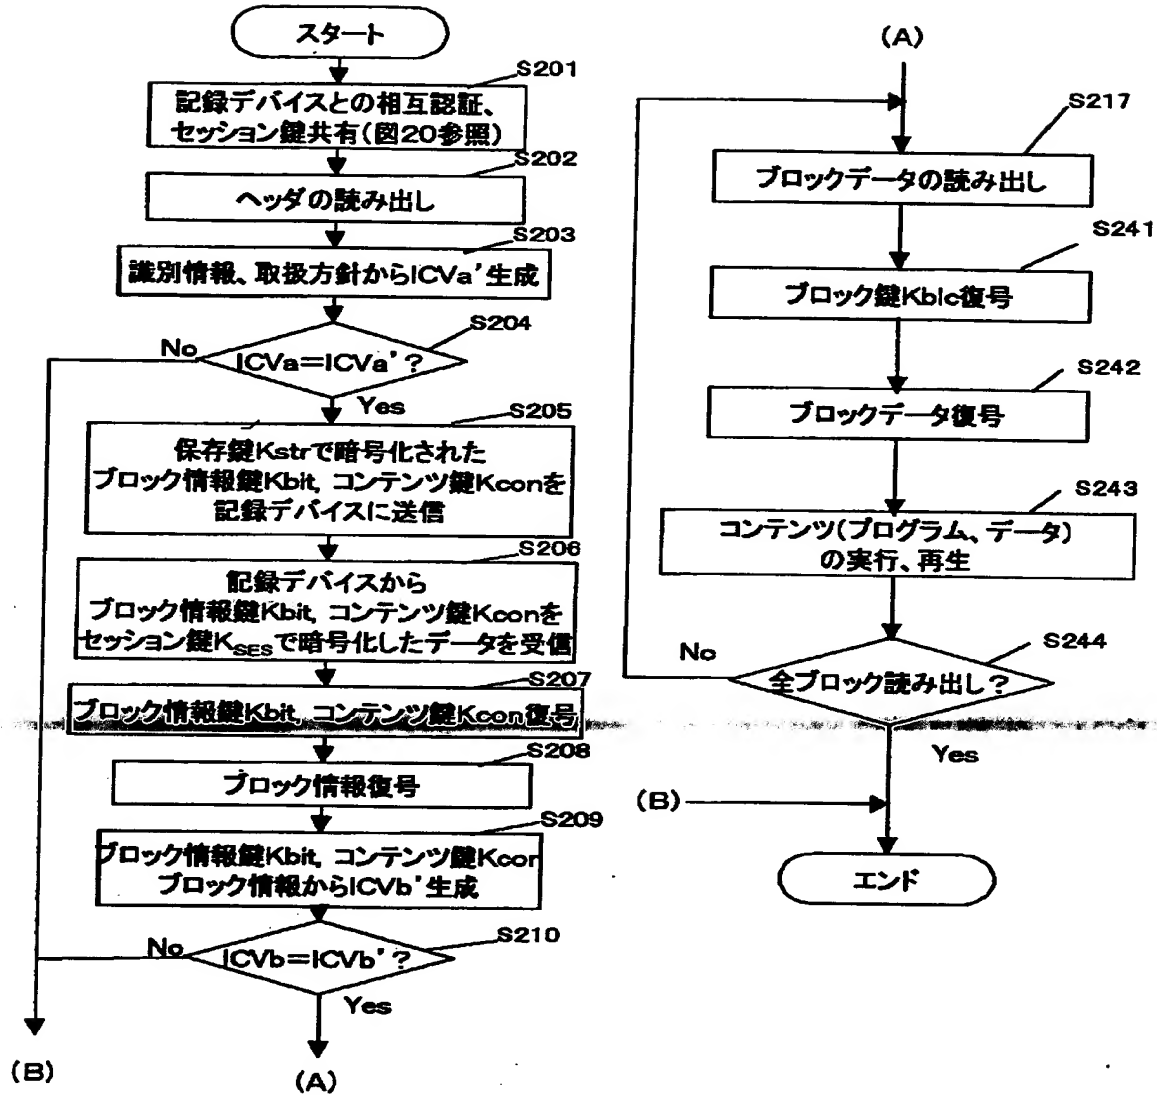 スタート
S201
記録デバイスとの相互認証、
セッション鍵共有(図20参照)
S202
ヘッダの読み出し
S203
識別情報、取扱方針からICVa'生成
S204
ICVa=ICVa'?
No
Yes
S205
保存鍵Kstrで暗号化された
ブロック情報鍵Kbit, コンテンツ鍵Kconを
記録デバイスに送信
S206
記録デバイスから
ブロック情報鍵Kbit, コンテンツ鍵Kconを
セッション鍵KSESで暗号化したデータを受信
S207
ブロック情報鍵Kbit, コンテンツ鍵Kcon復号
S208
ブロック情報復号
S209
ブロック情報鍵Kbit, コンテンツ鍵Kcon
ブロック情報からICVb'生成
S210
ICVb=ICVb'?
No
Yes
(B)
(A)
(A)
S217
ブロックデータの読み出し
S241
ブロック鍵Kblc復号
S242
ブロックデータ復号
S243
コンテンツ(プログラム、データ)
の実行、再生
S244
全ブロック読み出し?
No
Yes
(B)
エンド